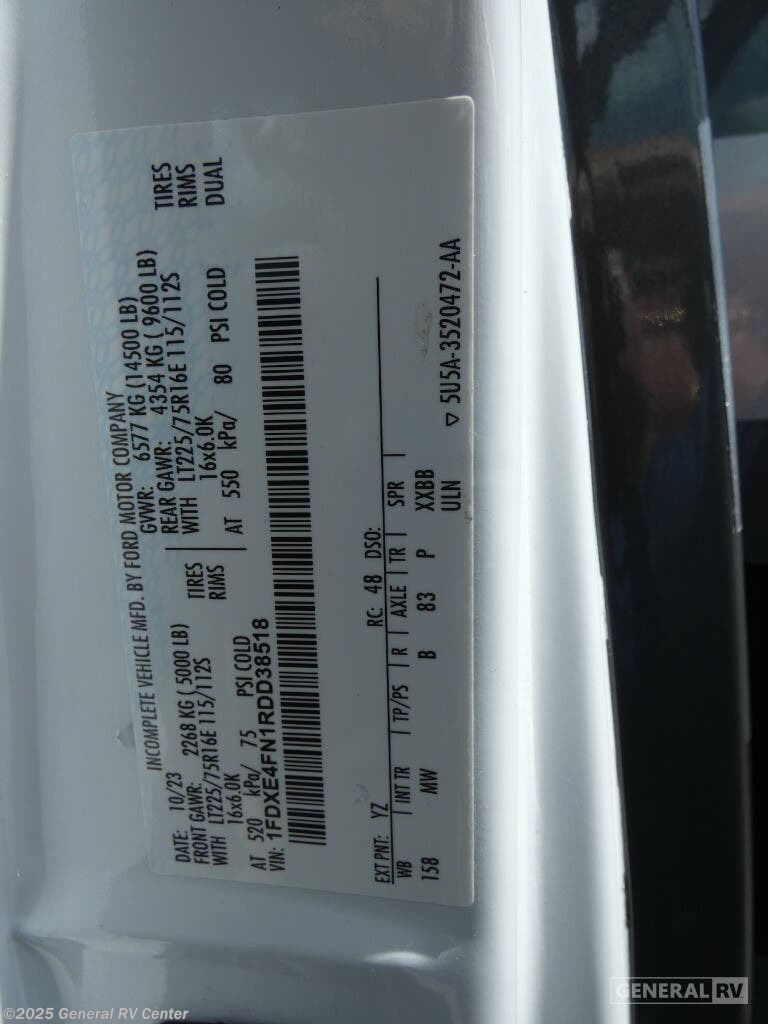 INCOMPLETE VEHICLE MFD. BY FORD MOTOR COMPANY
DATE: 10/23 GVWR: 6577 KG (14500 LB)
FRONT GAWR: 2268 KG ( 5000 LB) REAR GAWR: 4354 KG ( 9600 LB)
WITH LT225/75R16E 115/112S TIRES WITH LT225/75R16E 115/112S TIRES
16x6.0K RIMS 16x6.0K RIMS
AT 520 kPa/ 75 PSI COLD AT 550 kPa/ 80 PSI COLD DUAL
VIN: 1FDXE4FN1RDD38518
EXT PNT: YZ RC: 48 DSO:
WB INT TR TP/PS R AXLE TR SPR
158 MW B 83 P XXBB
ULN
▽ 5U5A-3520472-AA
GENERAL RV
©2025 General RV Center